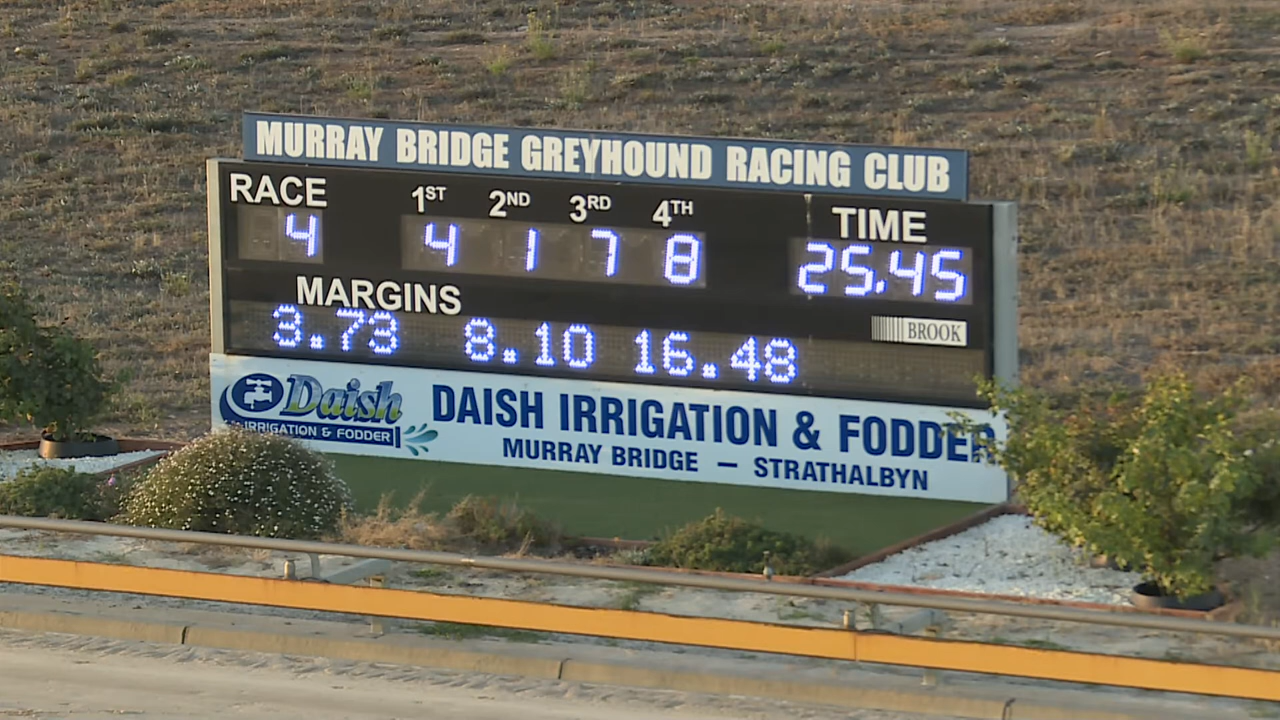 MURRAY BRIDGE GREYHOUND RACING CLUB
RACE 1ST 2ND 3RD 4TH TIME
4 4 1 7 8 25.45
MARGINS
BROOK
3.73 8.10 16.48
Daish
IRRIGATION & FODDER
DAISH IRRIGATION & FODDER
MURRAY BRIDGE — STRATHALBYN